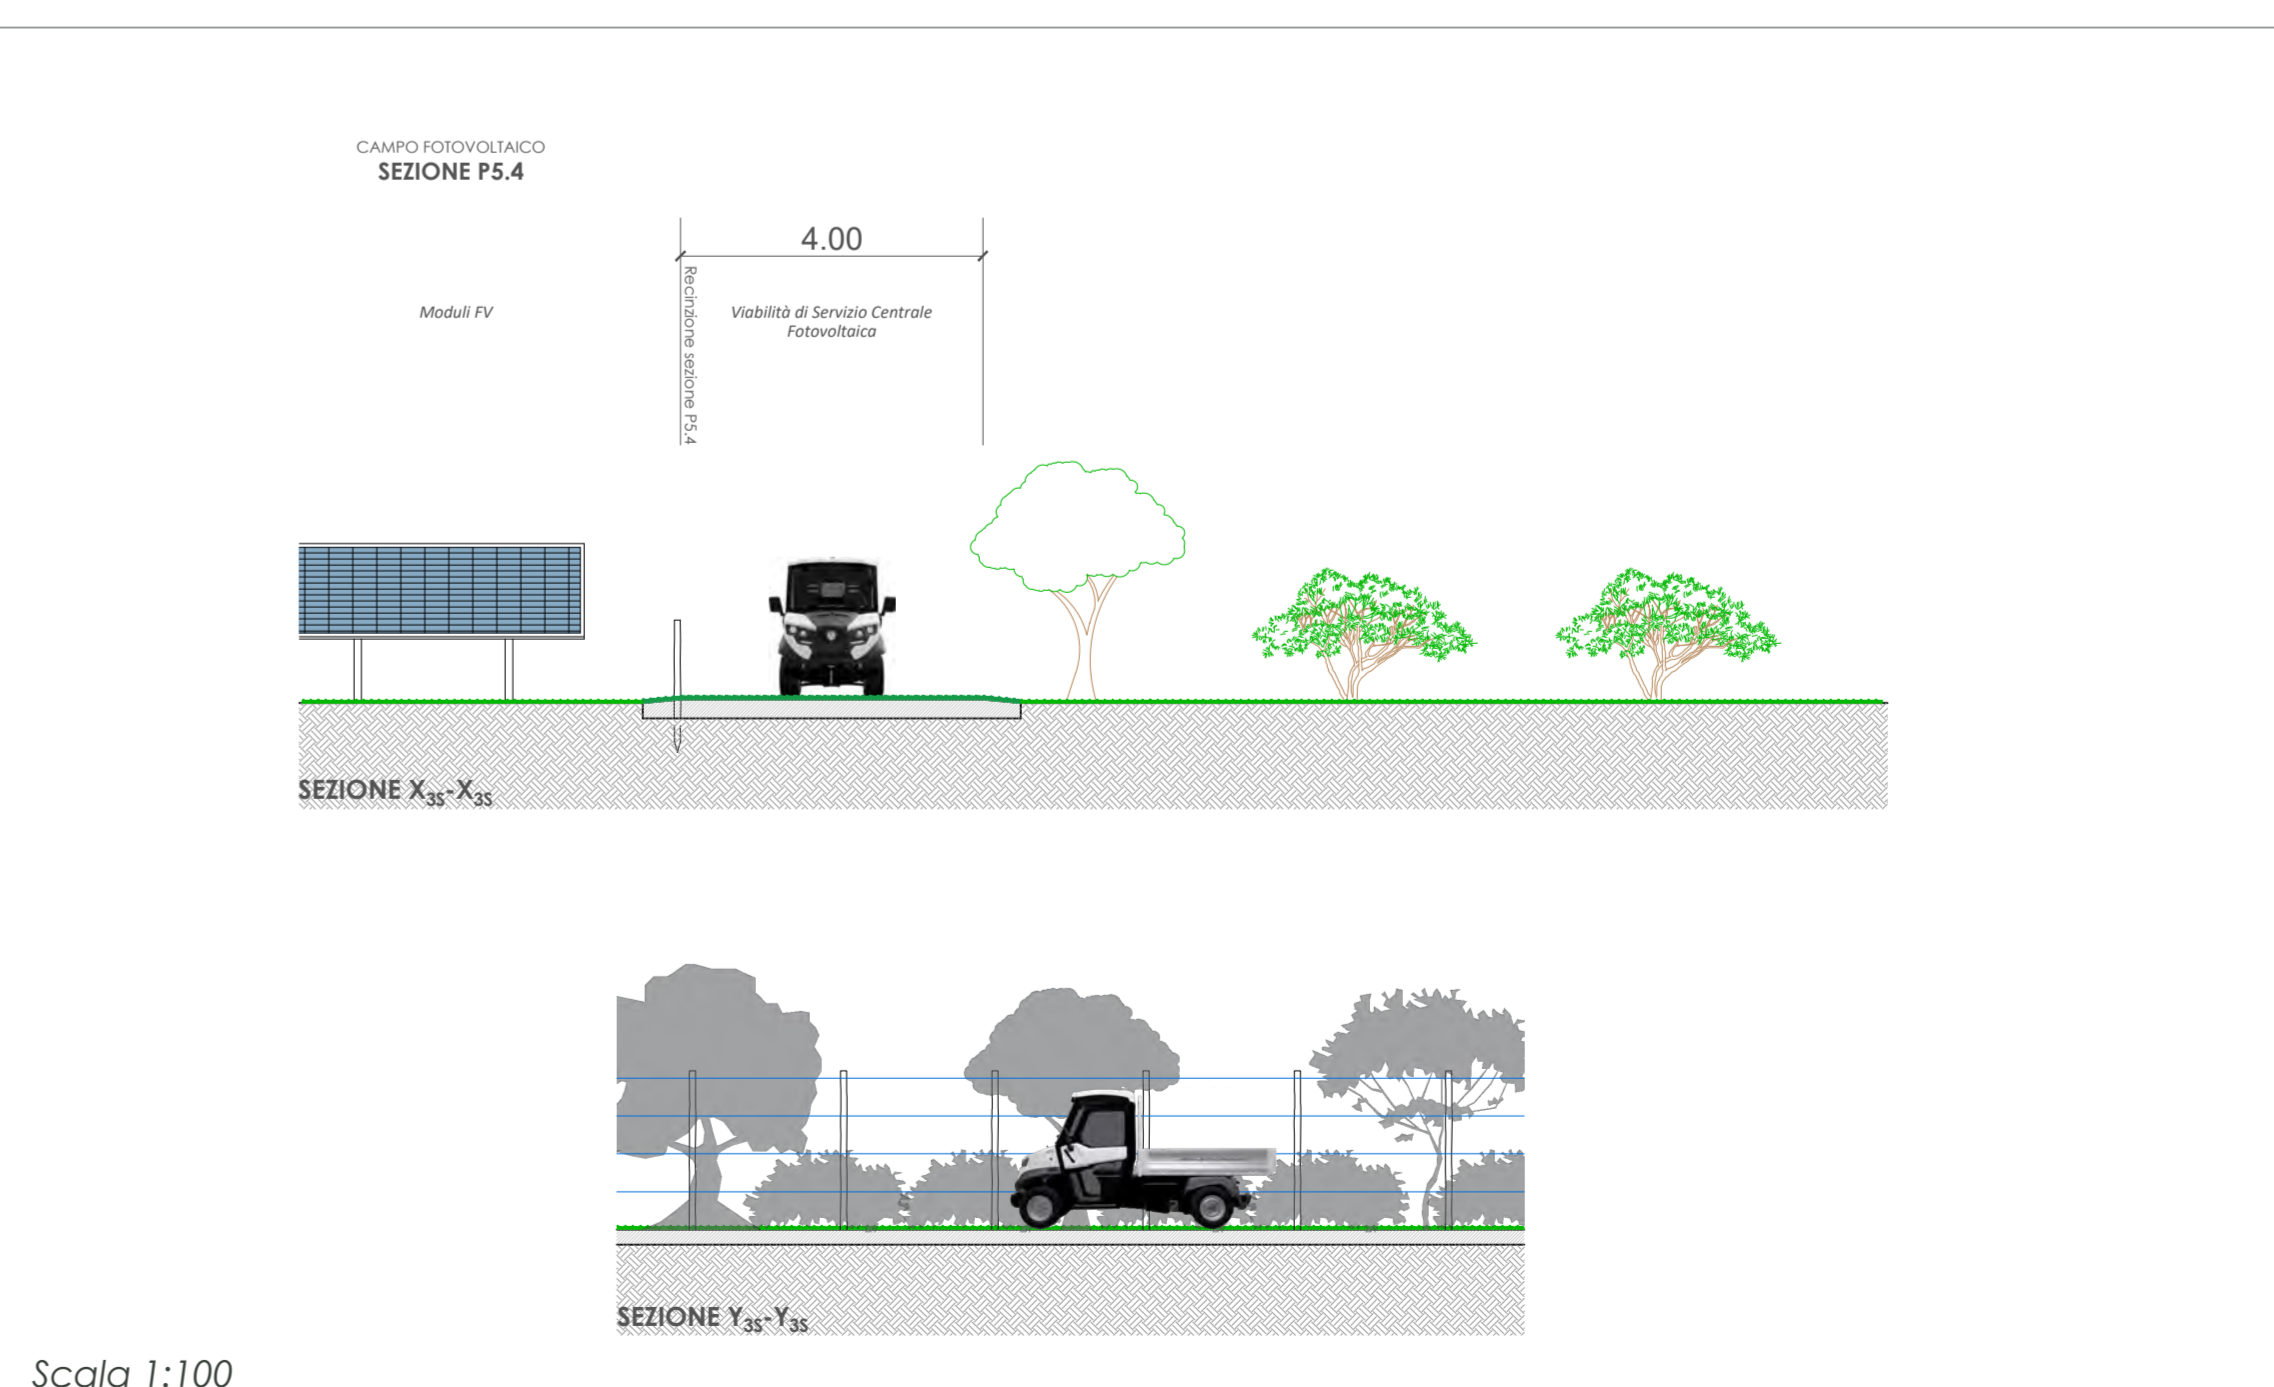 CAMPO FOTOVOLTAICO
SEZIONE P5.4
4.00
Recinzione sezione P5.4
Moduli FV
Viabilità di Servizio Centrale
Fotovoltaica
SEZIONE X3S-X3S
SEZIONE Y3S-Y3S
Scala 1:100